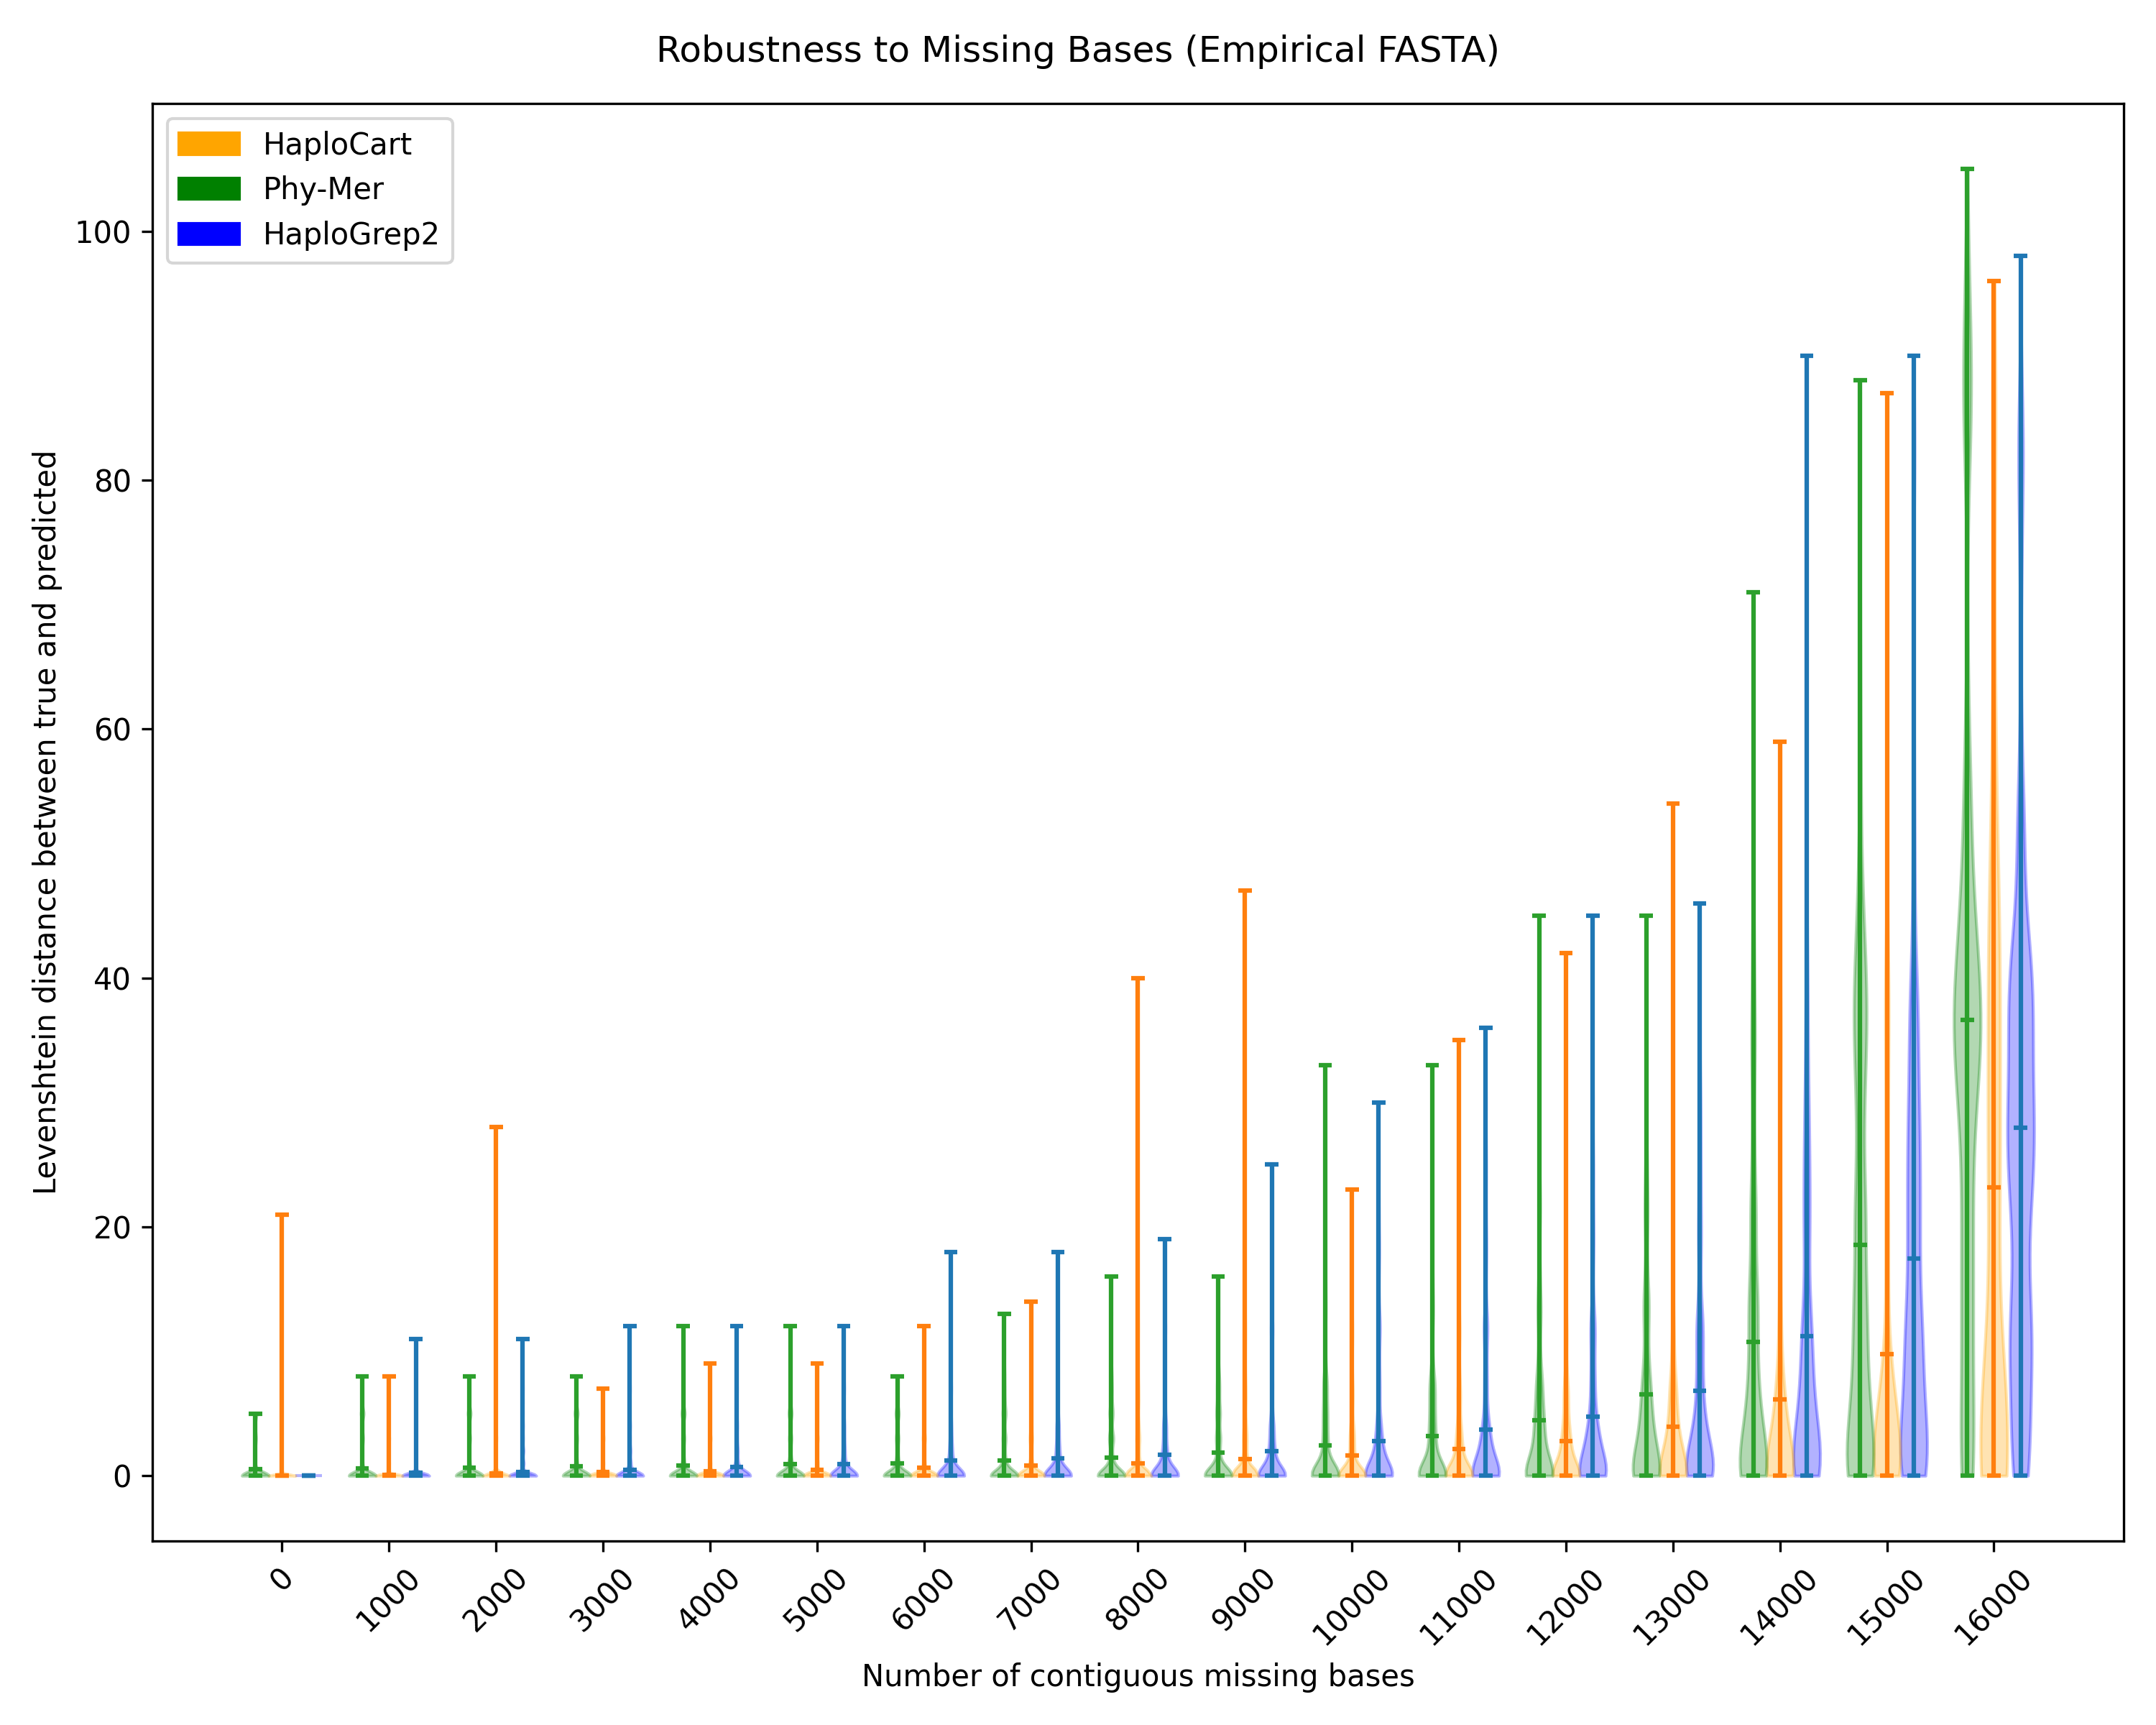 Robustness to Missing Bases (Empirical FASTA)
HaploCart
Phy-Mer
HaploGrep2
Levenshtein distance between true and predicted
100
80
60
40
20
0
0 1000 2000 3000 4000 5000 6000 7000 8000 9000 10000 11000 12000 13000 14000 15000 16000
Number of contiguous missing bases